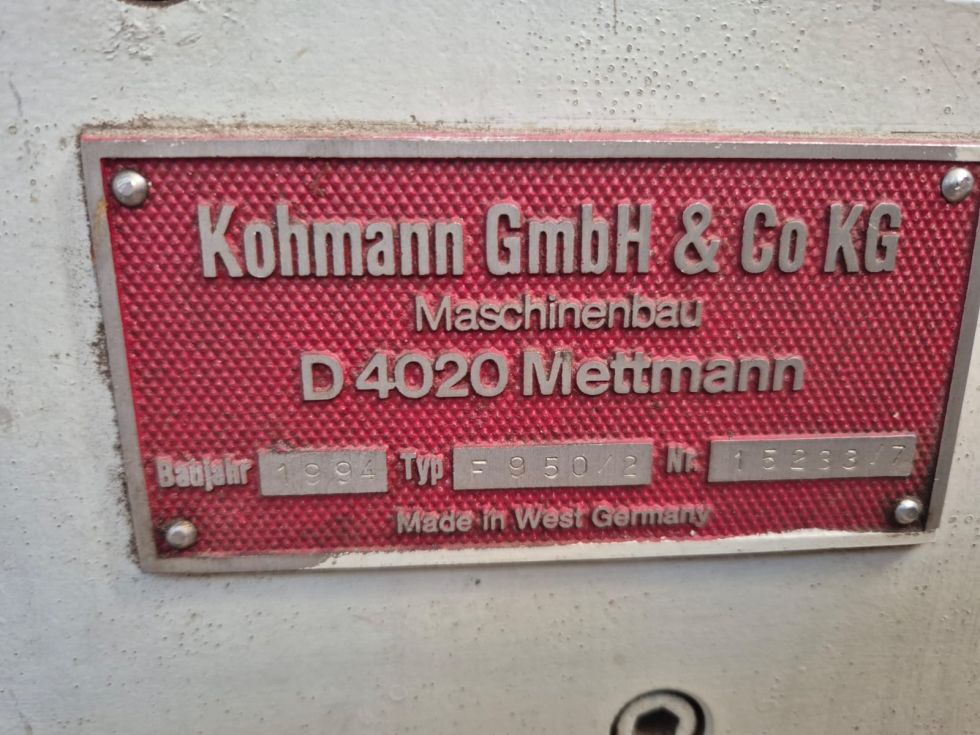 Kohmann GmbH & Co KG
Maschinenbau
D 4020 Mettmann
Baujahr 1994 Typ F 950/2 Nr. 15233/7
Made in West Germany